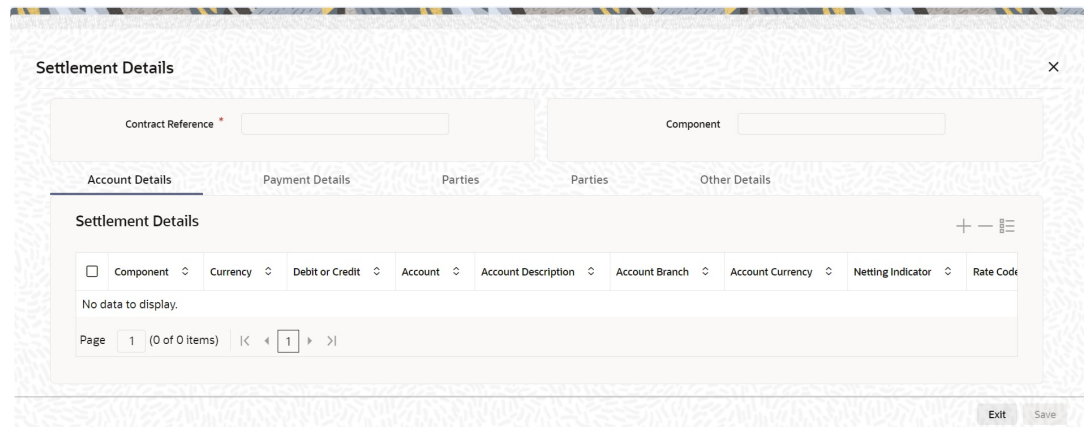 Settlement Details
Contract Reference *
Component
Account Details Payment Details Parties Parties Other Details
Settlement Details
Component Currency Debit or Credit Account Account Description Account Branch Account Currency Netting Indicator Rate Code
No data to display.
Page 1 (0 of 0 items) 1
Exit Save